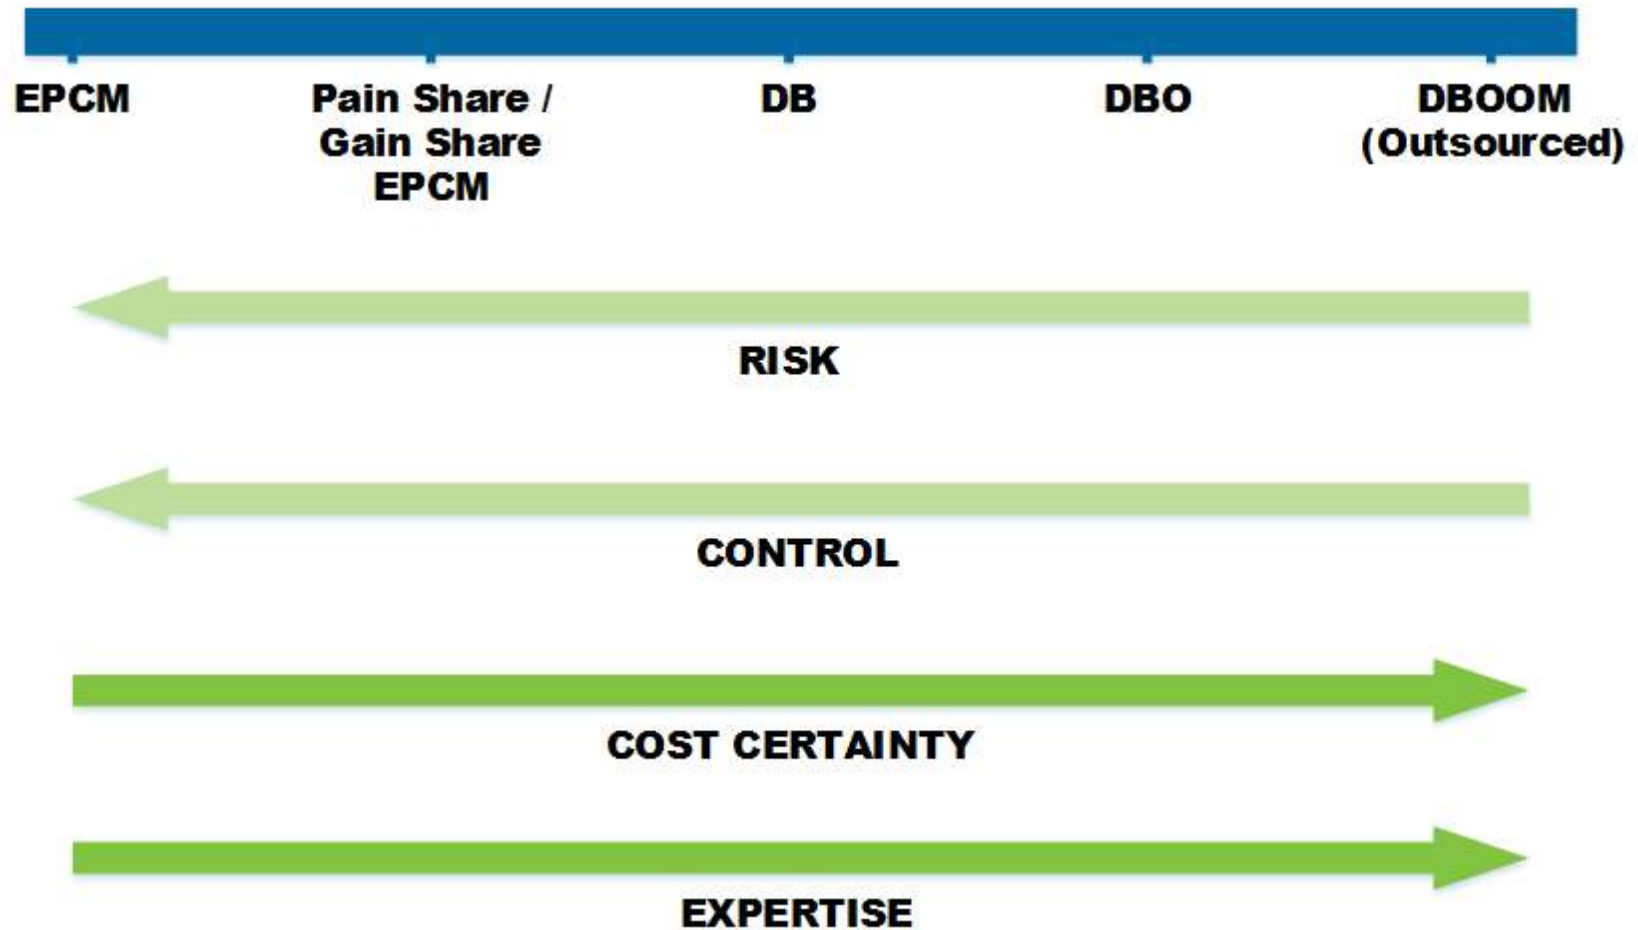 EPCM
Pain Share /
Gain Share
EPCM
DB
DBO
DBOOM
(Outsourced)
RISK
CONTROL
COST CERTAINTY
EXPERTISE